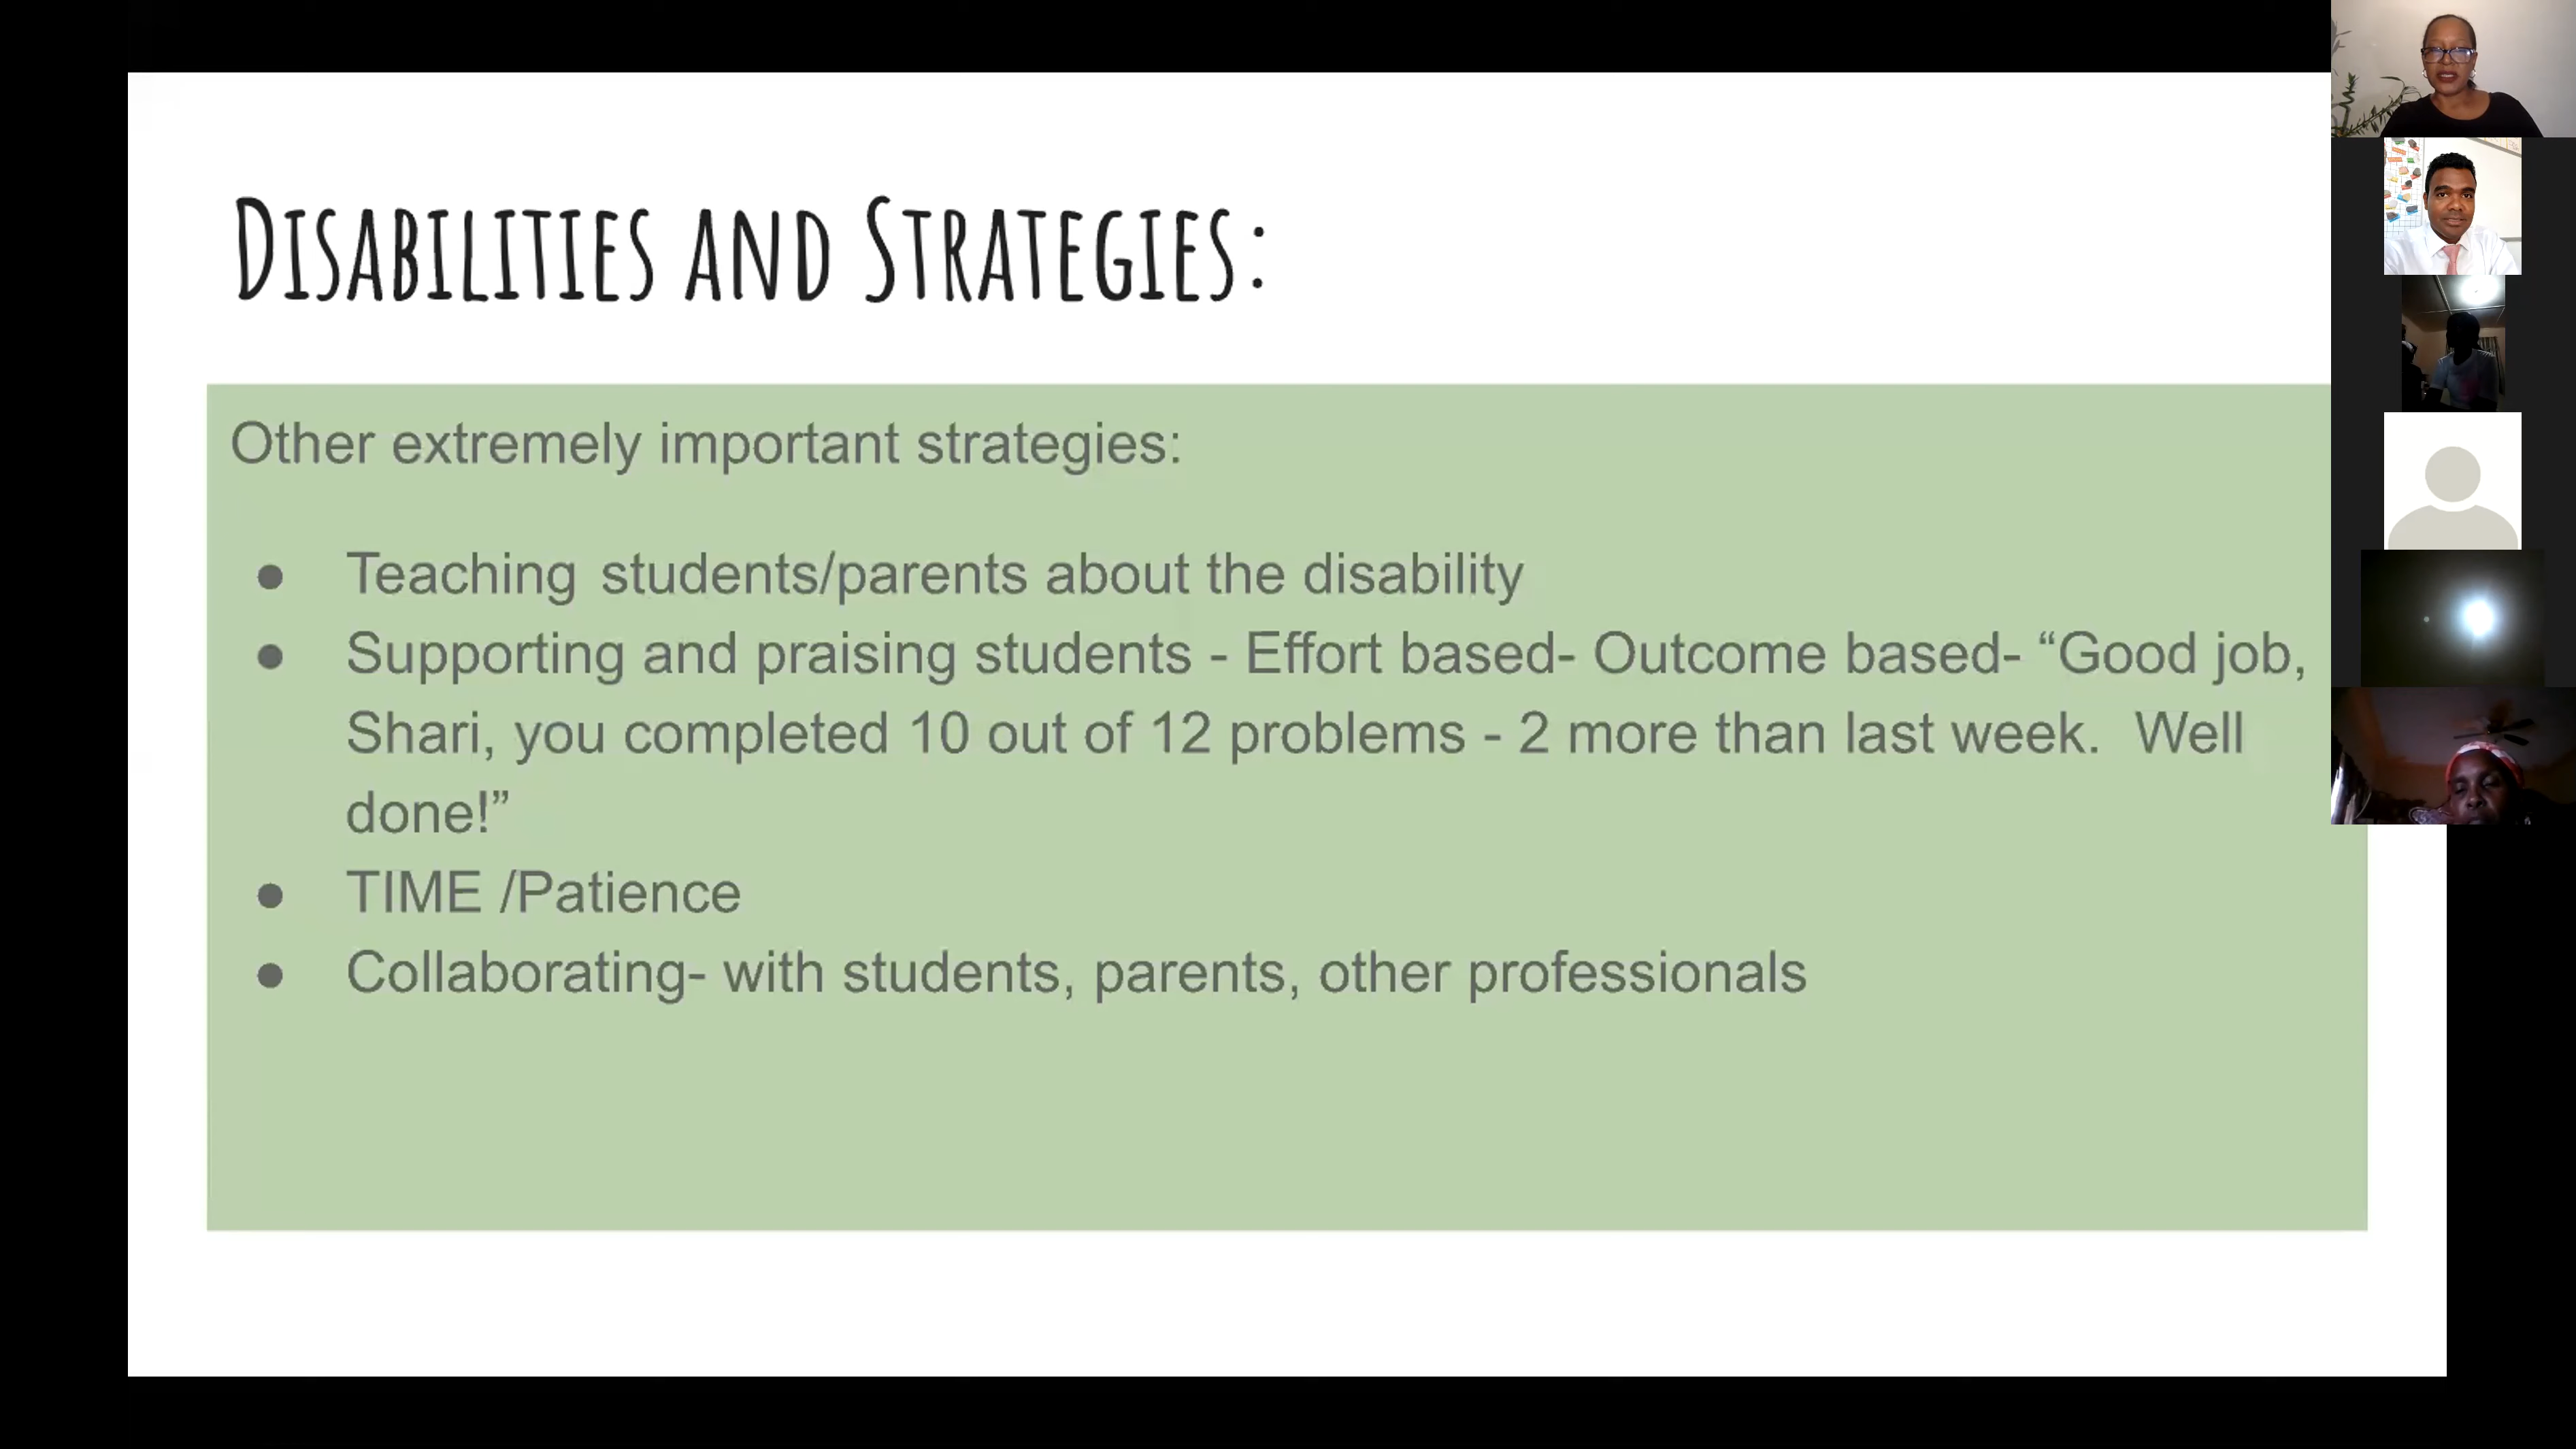 Disabilities and Strategies:
Other extremely important strategies:
● Teaching students/parents about the disability
● Supporting and praising students - Effort based- Outcome based- “Good job,
Shari, you completed 10 out of 12 problems - 2 more than last week.  Well
done!”
● TIME /Patience
● Collaborating- with students, parents, other professionals